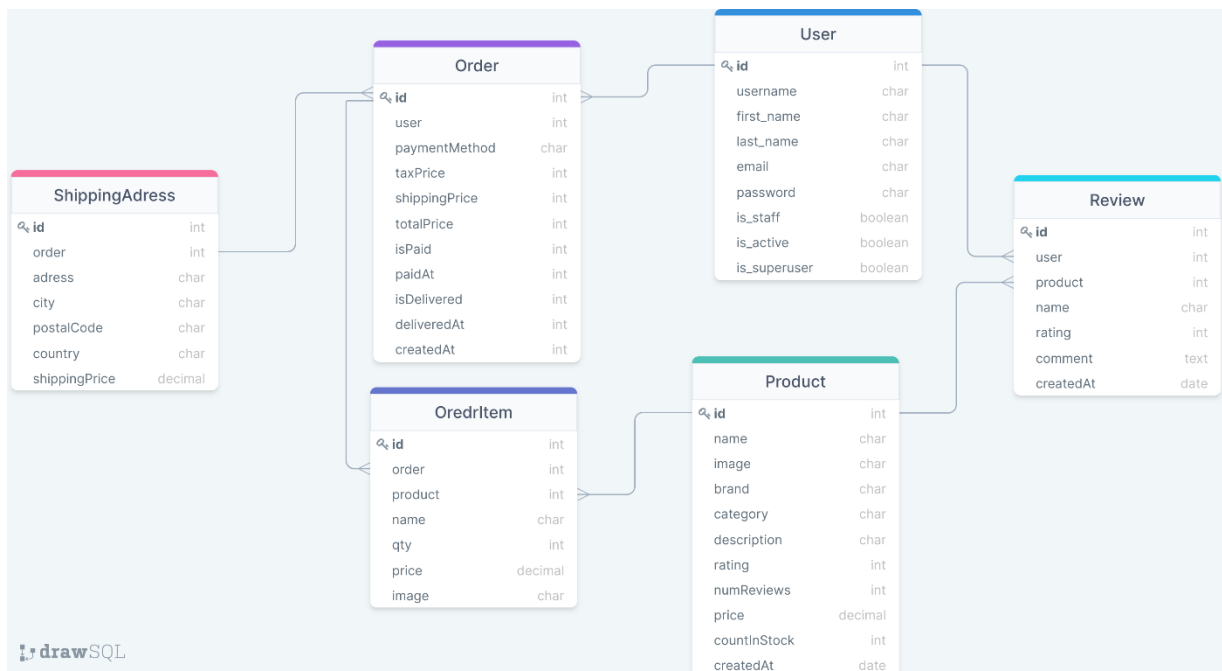 ShippingAdress
id int
order int
adress char
city char
postalCode char
country char
shippingPrice decimal
Order
id int
user int
paymentMethod char
taxPrice int
shippingPrice int
totalPrice int
isPaid int
paidAt int
isDelivered int
deliveredAt int
createdAt int
OredrItem
id int
order int
product int
name char
qty int
price decimal
image char
User
id int
username char
first_name char
last_name char
email char
password char
is_staff boolean
is_active boolean
is_superuser boolean
Product
id int
name char
image char
brand char
category char
description char
rating int
numReviews int
price decimal
countInStock int
createdAt date
Review
id int
user int
product int
name char
rating int
comment text
createdAt date
drawSQL